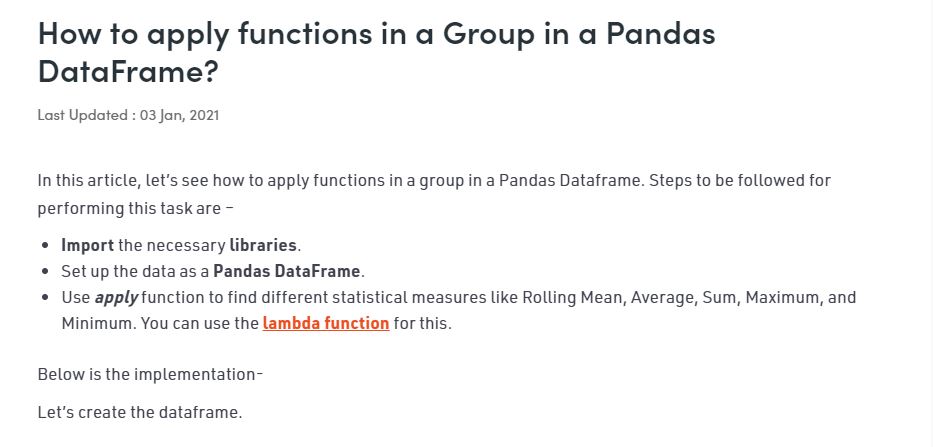 How to apply functions in a Group in a Pandas
DataFrame?
Last Updated : 03 Jan, 2021
In this article, let's see how to apply functions in a group in a Pandas Dataframe. Steps to be followed for
performing this task are –
• Import the necessary libraries.
• Set up the data as a Pandas DataFrame.
• Use apply function to find different statistical measures like Rolling Mean, Average, Sum, Maximum, and
Minimum. You can use the lambda function for this.
Below is the implementation-
Let's create the dataframe.